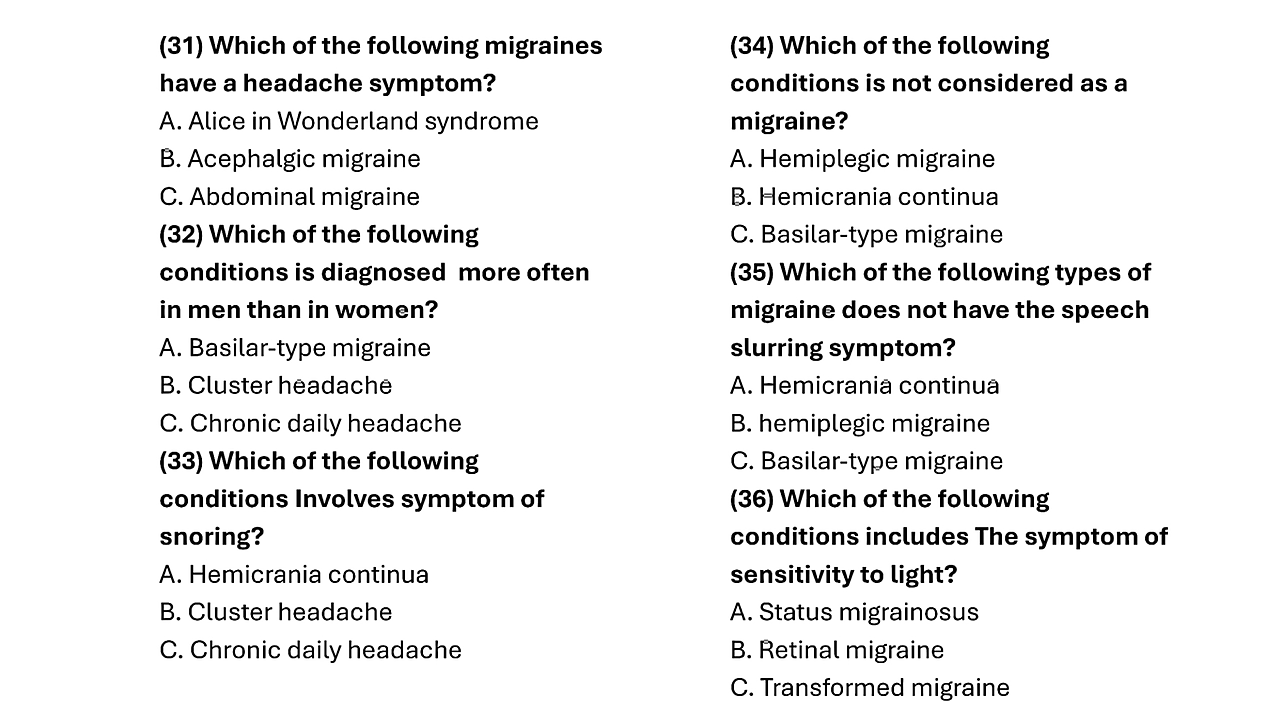 (31) Which of the following migraines
have a headache symptom?
A. Alice in Wonderland syndrome
B. Acephalgic migraine
C. Abdominal migraine
(32) Which of the following
conditions is diagnosed  more often
in men than in women?
A. Basilar-type migraine
B. Cluster headache
C. Chronic daily headache
(33) Which of the following
conditions Involves symptom of
snoring?
A. Hemicrania continua
B. Cluster headache
C. Chronic daily headache
(34) Which of the following
conditions is not considered as a
migraine?
A. Hemiplegic migraine
B. Hemicrania continua
C. Basilar-type migraine
(35) Which of the following types of
migraine does not have the speech
slurring symptom?
A. Hemicrania continua
B. hemiplegic migraine
C. Basilar-type migraine
(36) Which of the following
conditions includes The symptom of
sensitivity to light?
A. Status migrainosus
B. Retinal migraine
C. Transformed migraine